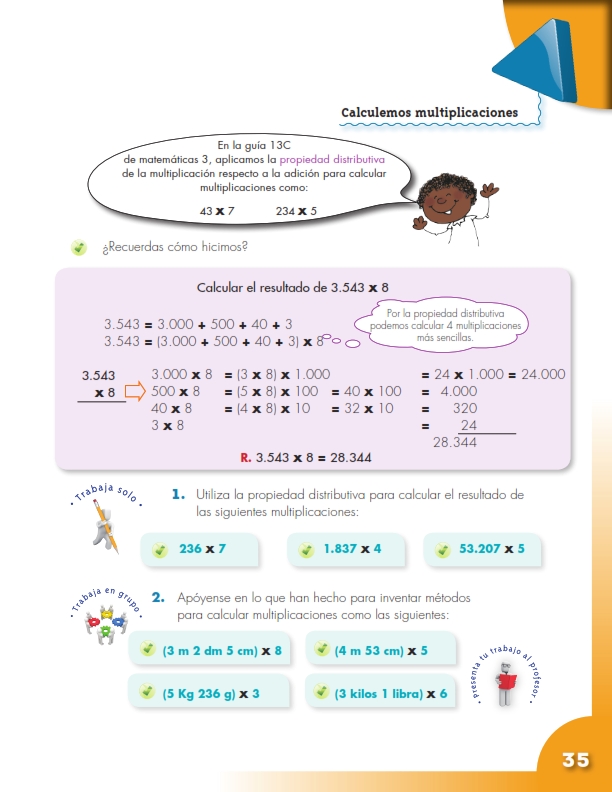 Calculemos multiplicaciones
En la guía 13C
de matemáticas 3, aplicamos la propiedad distributiva
de la multiplicación respecto a la adición para calcular
multiplicaciones como:
43 x 7 234 x 5
¿Recuerdas cómo hicimos?
Calcular el resultado de 3.543 x 8
3.543 = 3.000 + 500 + 40 + 3
3.543 = (3.000 + 500 + 40 + 3) x 8
Por la propiedad distributiva
podemos calcular 4 multiplicaciones
más sencillas.
3.543
x 8
3.000 x 8 = (3 x 8) x 1.000 = 24 x 1.000 = 24.000
500 x 8 = (5 x 8) x 100 = 40 x 100 = 4.000
40 x 8 = (4 x 8) x 10 = 32 x 10 = 320
3 x 8 = 24
28.344
R. 3.543 x 8 = 28.344
Trabaja solo
1. Utiliza la propiedad distributiva para calcular el resultado de
las siguientes multiplicaciones:
236 x 7
1.837 x 4
53.207 x 5
Trabaja en grupo
2. Apóyense en lo que han hecho para inventar métodos
para calcular multiplicaciones como las siguientes:
(3 m 2 dm 5 cm) x 8
(4 m 53 cm) x 5
(5 Kg 236 g) x 3
(3 kilos 1 libra) x 6
Presenta tu trabajo al profesor
35